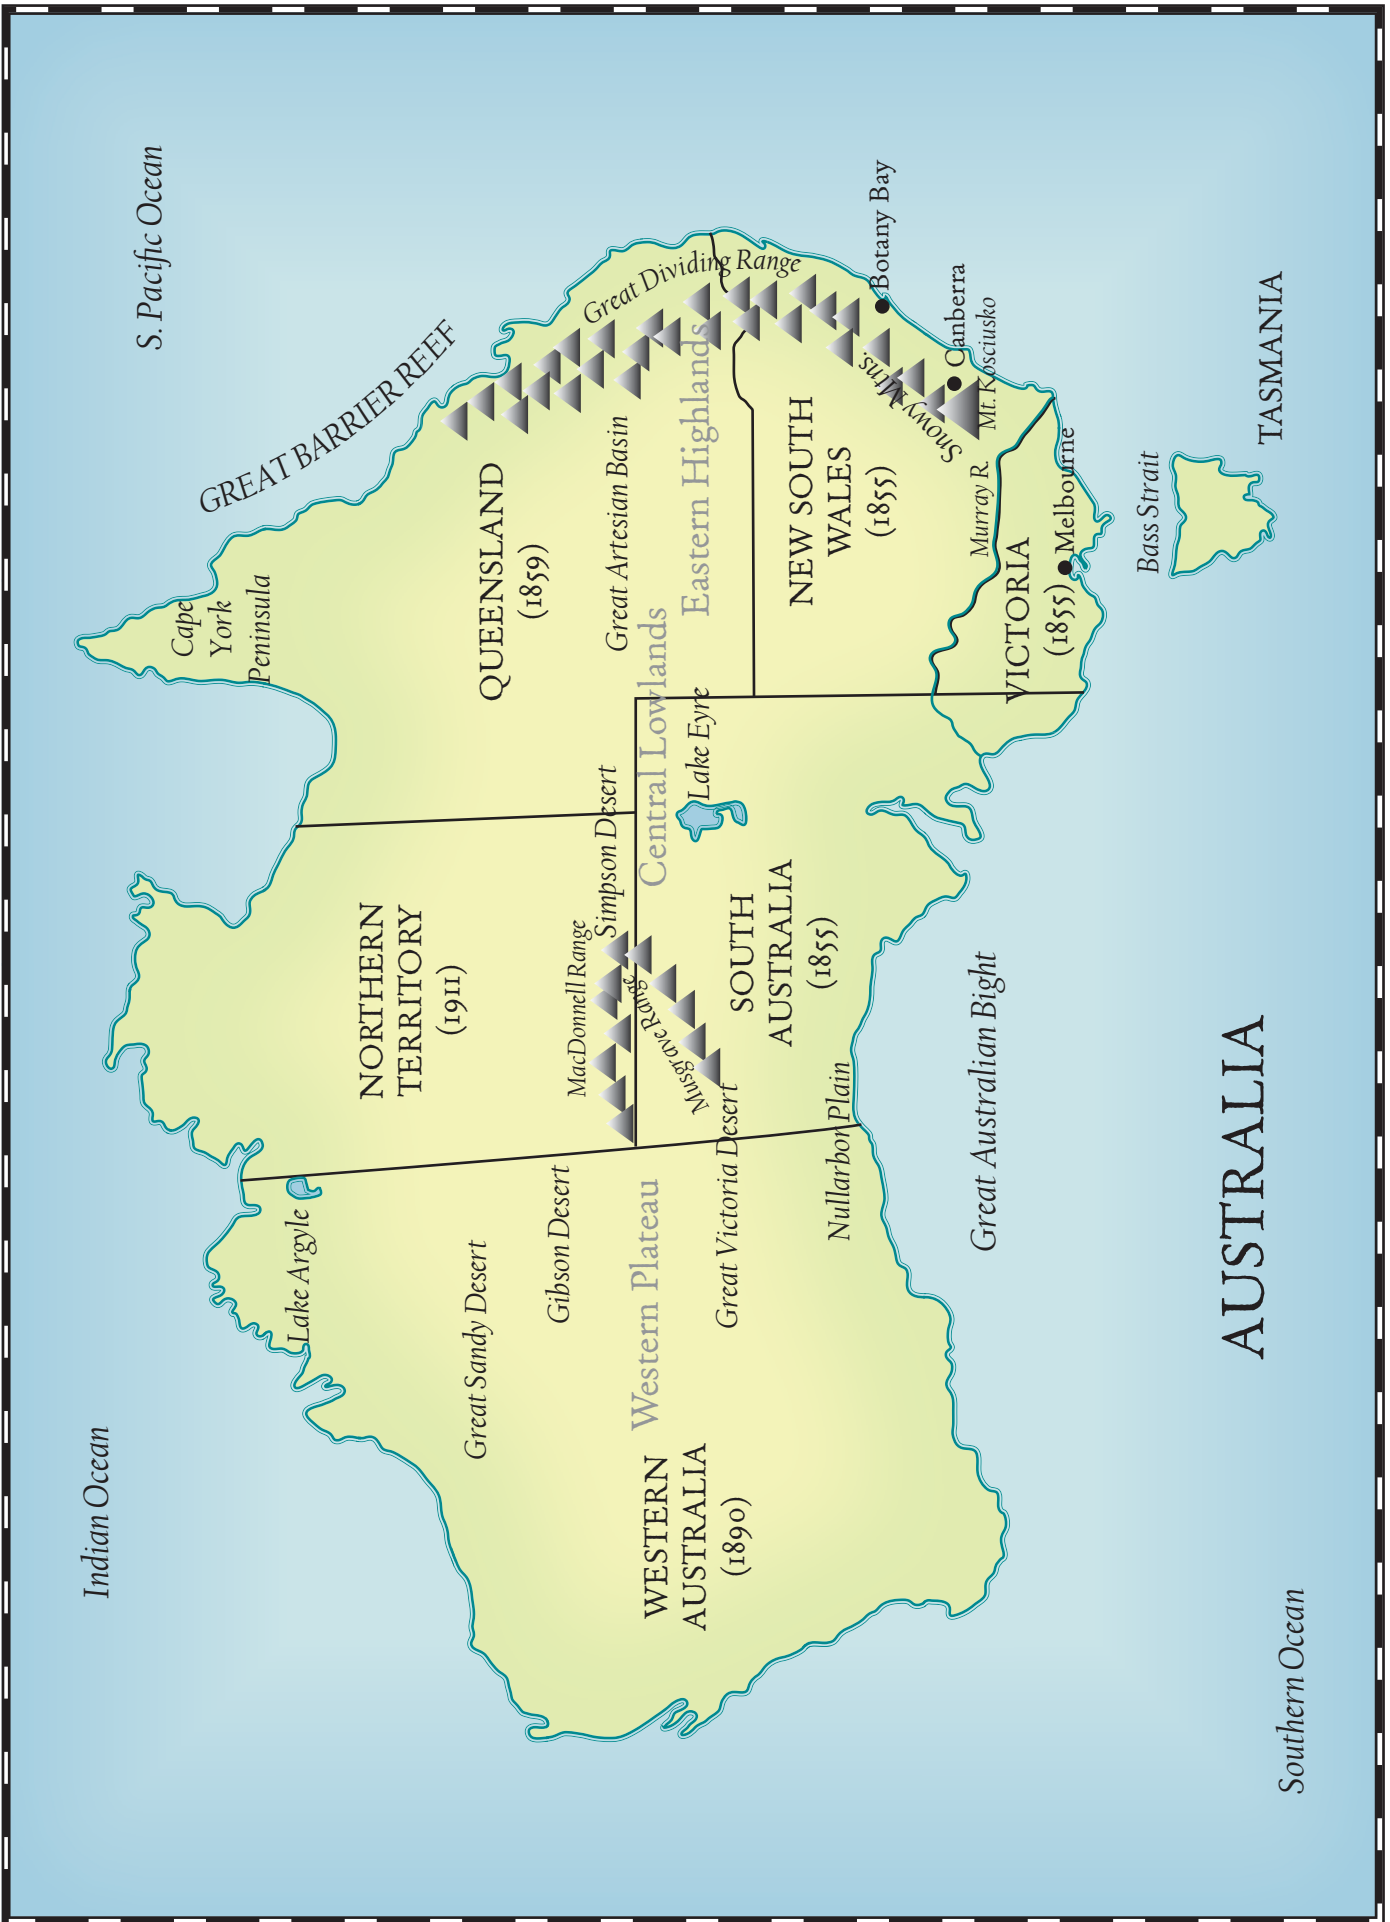 Indian Ocean
S. Pacific Ocean
GREAT BARRIER REEF
Cape
York
Peninsula
Lake Argyle
NORTHERN
TERRITORY
(1911)
QUEENSLAND
(1859)
Great Sandy Desert
Gibson Desert
MacDonnell Range
Simpson Desert
Great Artesian Basin
Great Dividing Range
Western Plateau
Central Lowlands
Eastern Highlands
Musgrave Range
Lake Eyre
WESTERN
AUSTRALIA
(1890)
Great Victoria Desert
SOUTH
AUSTRALIA
(1855)
Nullarbor Plain
NEW SOUTH
WALES
(1855)
Botany Bay
Snowy Mtns.
Canberra
Mt. Kosciusko
Murray R.
VICTORIA
(1855)
Melbourne
Great Australian Bight
Bass Strait
TASMANIA
AUSTRALIA
Southern Ocean